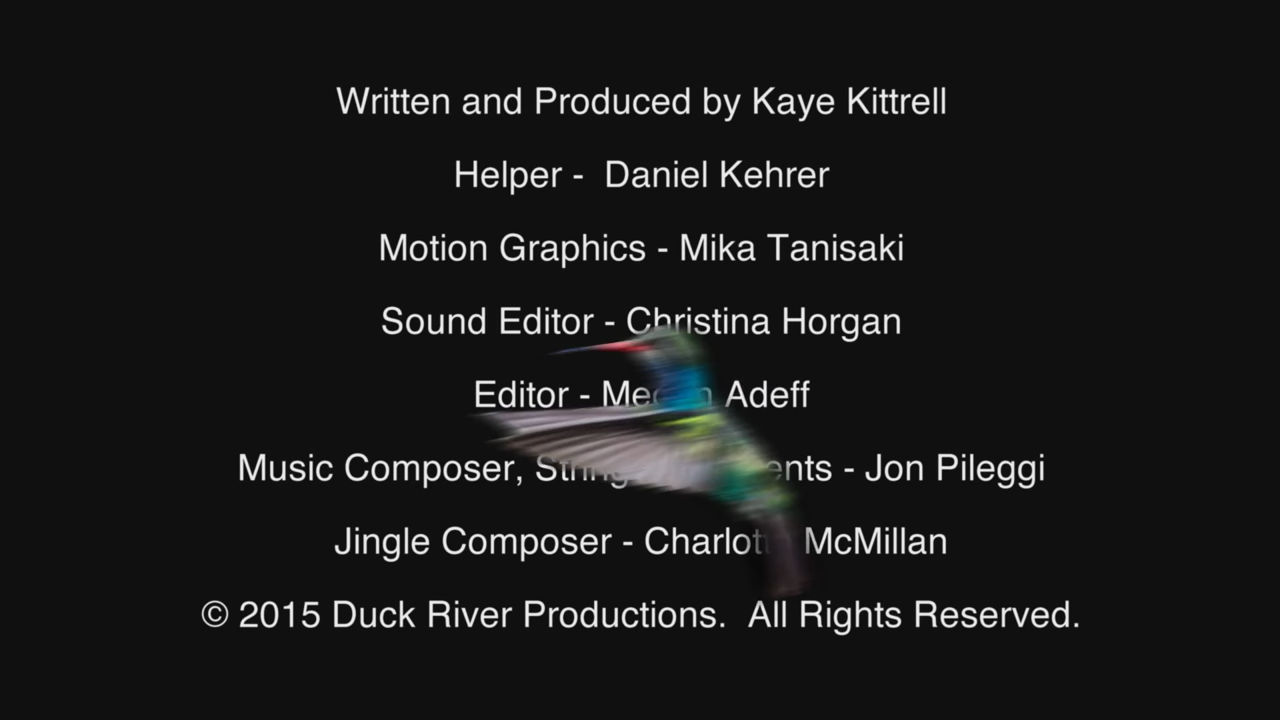 Written and Produced by Kaye Kittrell
Helper -  Daniel Kehrer
Motion Graphics - Mika Tanisaki
Sound Editor - Christina Horgan
Editor - Adeff
Music Composer, - Jon Pileggi
Jingle Composer - McMillan
© 2015 Duck River Productions.  All Rights Reserved.